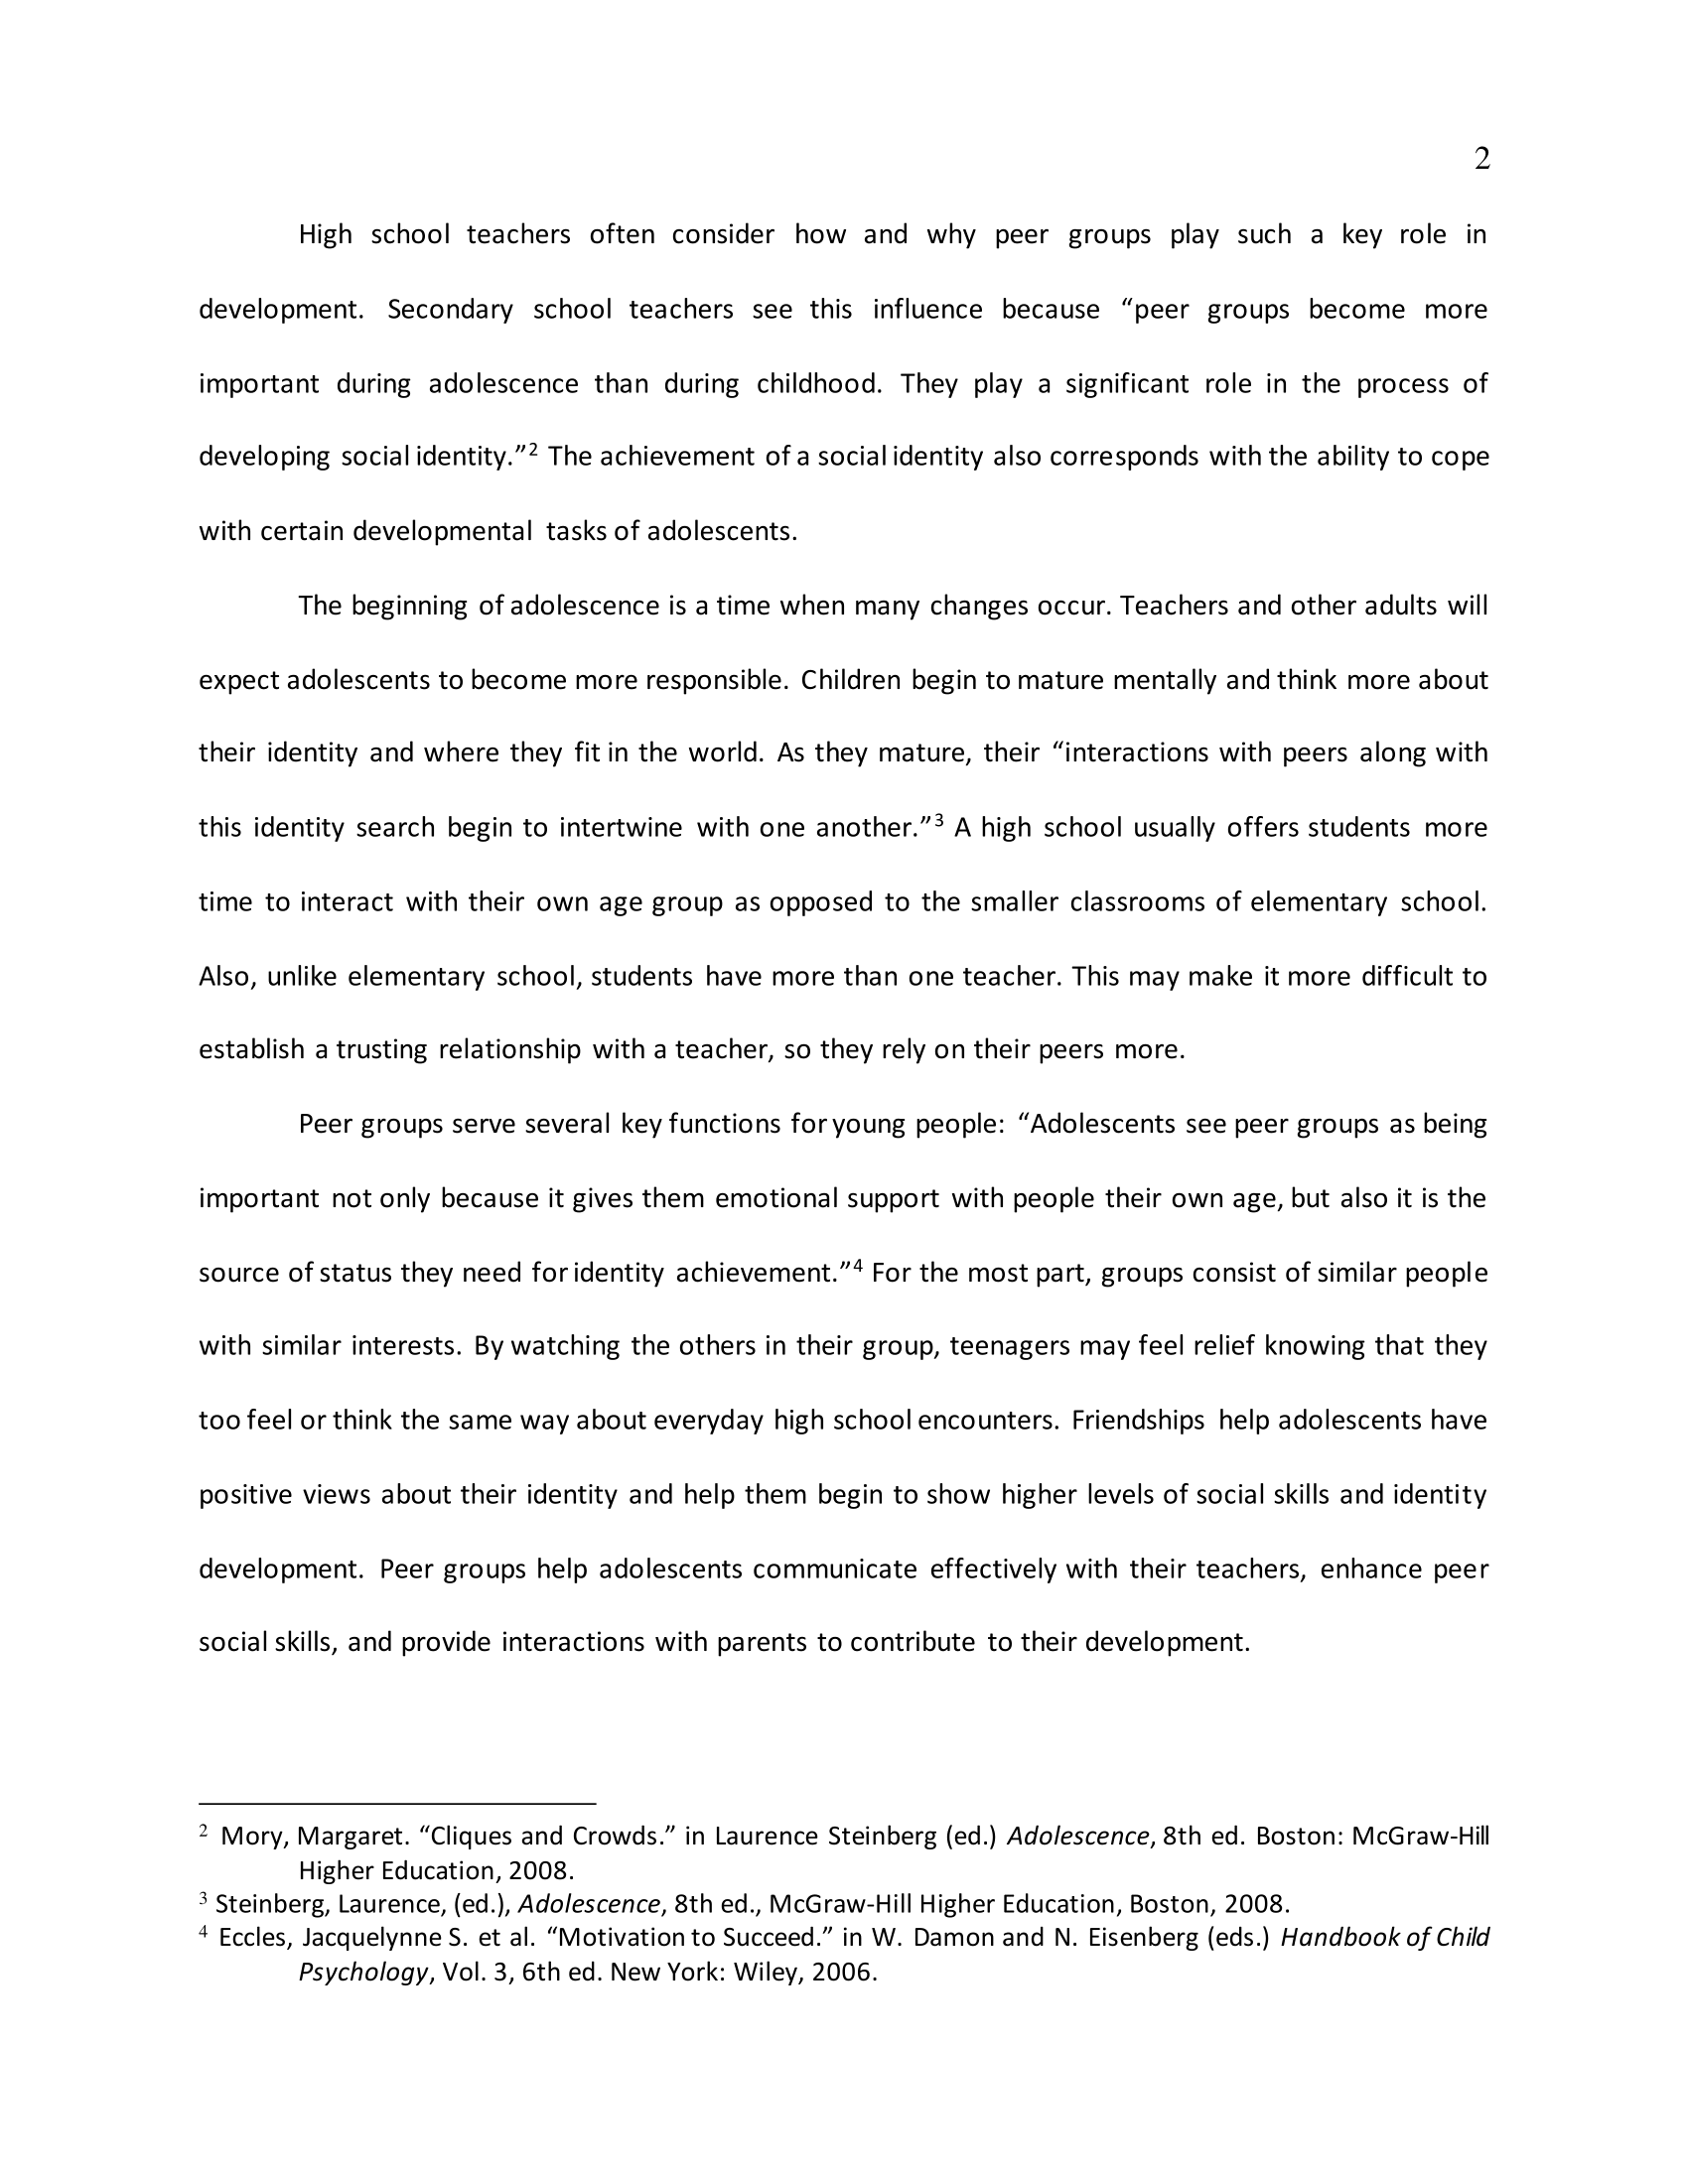 2
High school teachers often consider how and why peer groups play such a key role in
development. Secondary school teachers see this influence because “peer groups become more
important during adolescence than during childhood. They play a significant role in the process of
developing social identity.”2 The achievement of a social identity also corresponds with the ability to cope
with certain developmental tasks of adolescents.
The beginning of adolescence is a time when many changes occur. Teachers and other adults will
expect adolescents to become more responsible. Children begin to mature mentally and think more about
their identity and where they fit in the world. As they mature, their “interactions with peers along with
this identity search begin to intertwine with one another.”3 A high school usually offers students more
time to interact with their own age group as opposed to the smaller classrooms of elementary school.
Also, unlike elementary school, students have more than one teacher. This may make it more difficult to
establish a trusting relationship with a teacher, so they rely on their peers more.
Peer groups serve several key functions for young people: “Adolescents see peer groups as being
important not only because it gives them emotional support with people their own age, but also it is the
source of status they need for identity achievement.”4 For the most part, groups consist of similar people
with similar interests. By watching the others in their group, teenagers may feel relief knowing that they
too feel or think the same way about everyday high school encounters. Friendships help adolescents have
positive views about their identity and help them begin to show higher levels of social skills and identity
development. Peer groups help adolescents communicate effectively with their teachers, enhance peer
social skills, and provide interactions with parents to contribute to their development.
2 Mory, Margaret. “Cliques and Crowds.” in Laurence Steinberg (ed.) Adolescence, 8th ed. Boston: McGraw-Hill
Higher Education, 2008.
3 Steinberg, Laurence, (ed.), Adolescence, 8th ed., McGraw-Hill Higher Education, Boston, 2008.
4 Eccles, Jacquelynne S. et al. “Motivation to Succeed.” in W. Damon and N. Eisenberg (eds.) Handbook of Child
Psychology, Vol. 3, 6th ed. New York: Wiley, 2006.